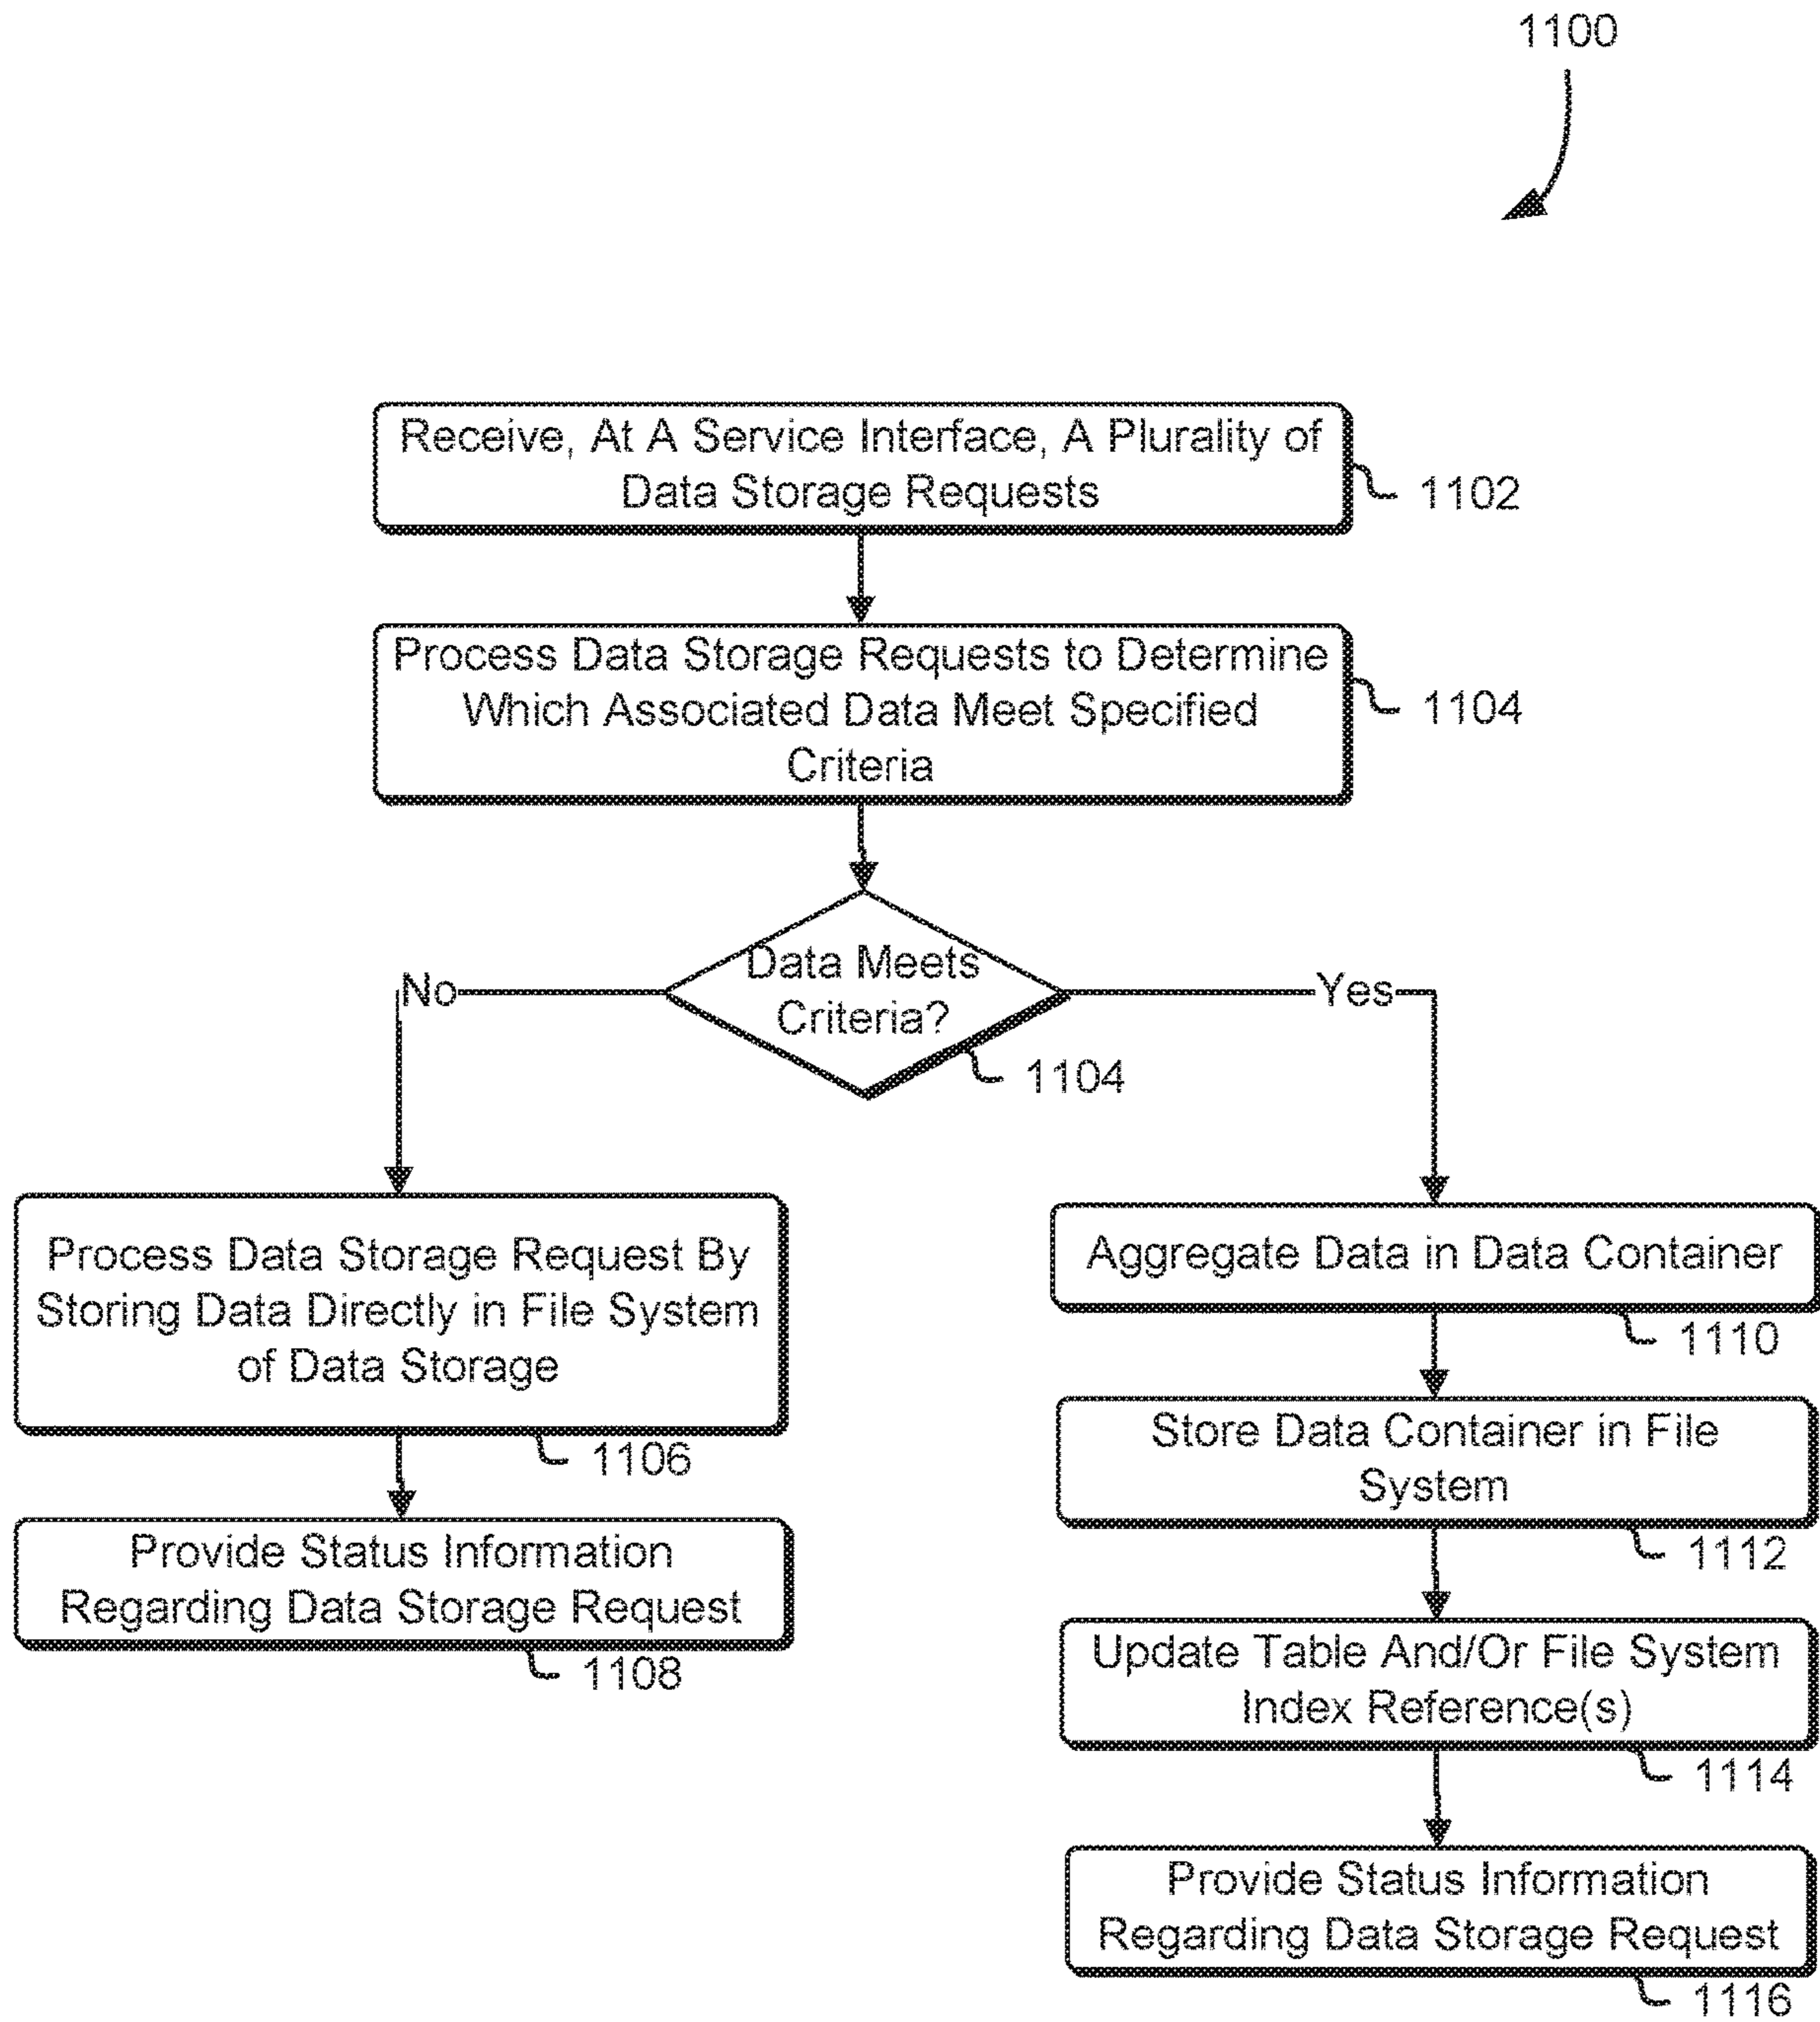 1100
Receive, At A Service Interface, A Plurality of
Data Storage Requests
1102
Process Data Storage Requests to Determine
Which Associated Data Meet Specified
Criteria
1104
Data Meets
Criteria?
1104
No
Yes
Process Data Storage Request By
Storing Data Directly in File System
of Data Storage
1106
Provide Status Information
Regarding Data Storage Request
1108
Aggregate Data in Data Container
1110
Store Data Container in File
System
1112
Update Table And/Or File System
Index Reference(s)
1114
Provide Status Information
Regarding Data Storage Request
1116